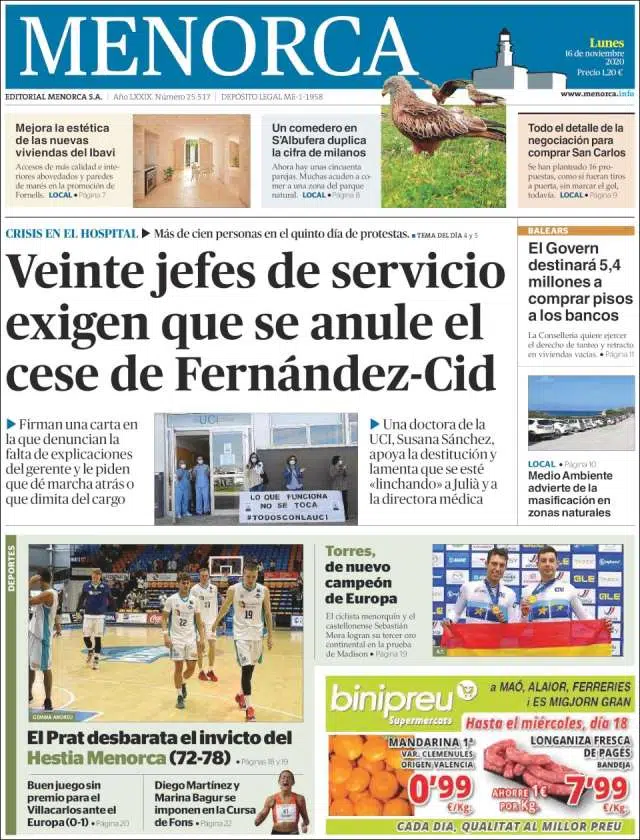 MENORCA
Lunes
16 de noviembre
2020
Precio 1,20 €
EDITORIAL MENORCA S.A. | Año LXXIX. Número 25.517 | DEPÓSITO LEGAL ME-1-1958
www.menorca.info
Mejora la estética
de las nuevas
viviendas del Ibavi
Accesos de más calidad e interiores
abovedados y paredes
de marés en la promoción de
Fornells. LOCAL • Página 7
Un comedero en
S'Albufera duplica
la cifra de milanos
Ahora hay unas cincuenta
parejas. Muchas acuden a comer
a una zona del parque
natural. LOCAL • Página 8
Todo el detalle de la
negociación para
comprar San Carlos
Se han planteado 16 propuestas,
como si fueran tiros
a puerta, sin marcar el gol,
todavía. LOCAL • Página 9
CRISIS EN EL HOSPITAL ▶ Más de cien personas en el quinto día de protestas. ■ TEMA DEL DÍA 4 y 5
Veinte jefes de servicio
exigen que se anule el
cese de Fernández-Cid
▶ Firman una carta en
la que denuncian la
falta de explicaciones
del gerente y le piden
que dé marcha atrás o
que dimita del cargo
UCI
LO QUE FUNCIONA
NO SE TOCA
#TODOSCONLAUCI
▶ Una doctora de la
UCI, Susana Sánchez,
apoya la destitución y
lamenta que se esté
«linchando» a Julià y a
la directora médica
BALEARS
El Govern
destinará 5,4
millones a
comprar pisos
a los bancos
La Conselleria quiere ejercer
el derecho de tanteo y retracto
en viviendas vacías. • Página 11
LOCAL • Página 10
Medio Ambiente
advierte de la
masificación en
zonas naturales
DEPORTES
GEMMA ANDREU
El Prat desbarata el invicto del
Hestia Menorca (72-78) • Páginas 18 y 19
Buen juego sin
premio para el
Villacarlos ante el
Europa (0-1) • Página 20
Diego Martínez y
Marina Bagur se
imponen en la Cursa
de Fons • Página 22
Torres,
de nuevo
campeón
de Europa
El ciclista menorquín y el
castellonense Sebastián
Mora logran su tercer oro
continental en la prueba
de Madison • Página 19
binipreu
Supermercats
a MAÓ, ALAIOR, FERRERIES
i ES MIGJORN GRAN
Hasta el miércoles, día 18
MANDARINA 1ª
VAR. CLEMENULES
ORIGEN VALENCIA
0'99
€/Kg.
LONGANIZA FRESCA
DE PAGÈS
BANDEJA
AHORRE 1€
POR KG.
7'99
€/Kg.
CADA DIA, QUALITAT AL MILLOR PREU